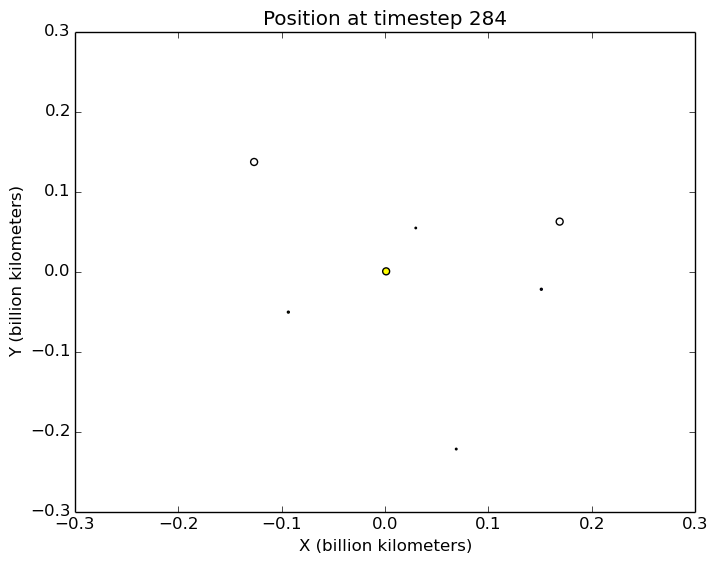 Position at timestep 284
0.3
0.2
0.1
0.0
−0.1
−0.2
−0.3
Y (billion kilometers)
−0.3 −0.2 −0.1 0.0 0.1 0.2 0.3
X (billion kilometers)